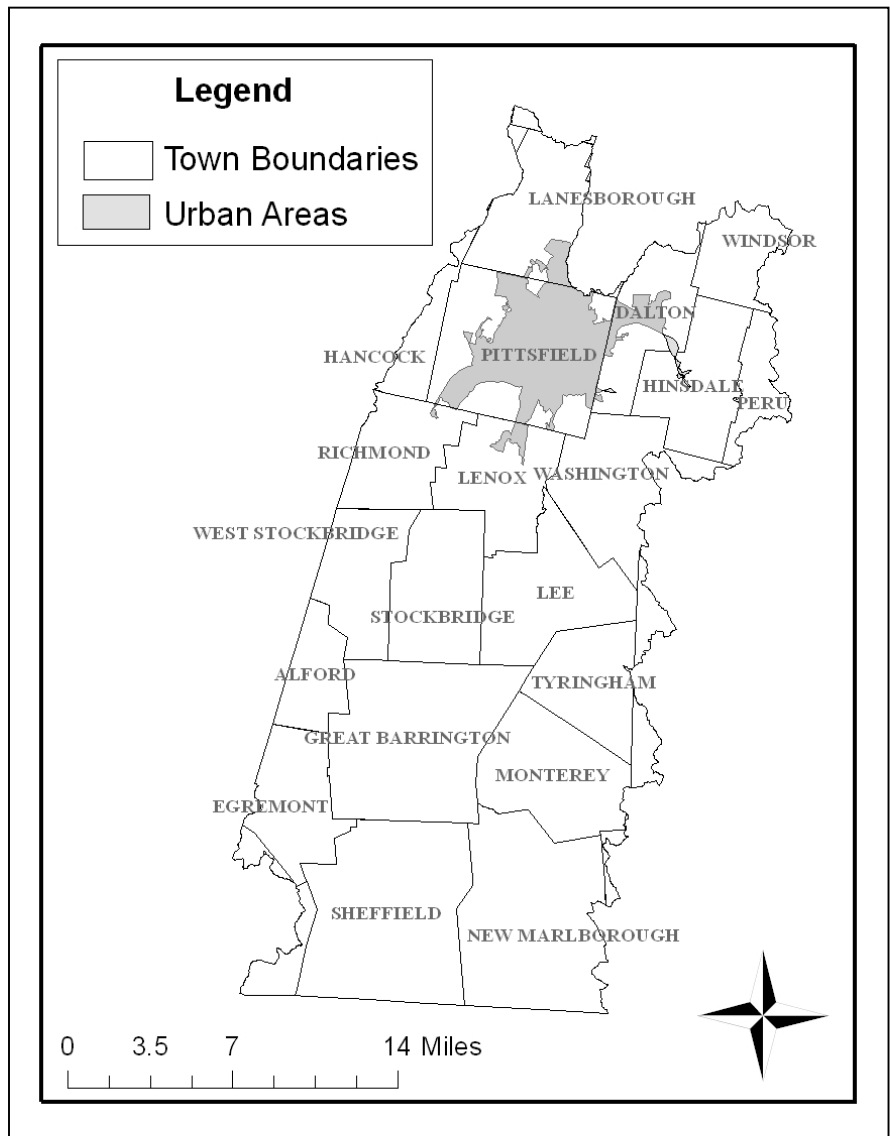 Legend
Town Boundaries
Urban Areas
LANESBOROUGH
WINDSOR
DALTON
HANCOCK
PITTSFIELD
HINSDALE
PERU
RICHMOND
LENOX
WASHINGTON
WEST STOCKBRIDGE
LEE
STOCKBRIDGE
ALFORD
TYRINGHAM
GREAT BARRINGTON
MONTEREY
EGREMONT
SHEFFIELD
NEW MARLBOROUGH
0 3.5 7 14 Miles